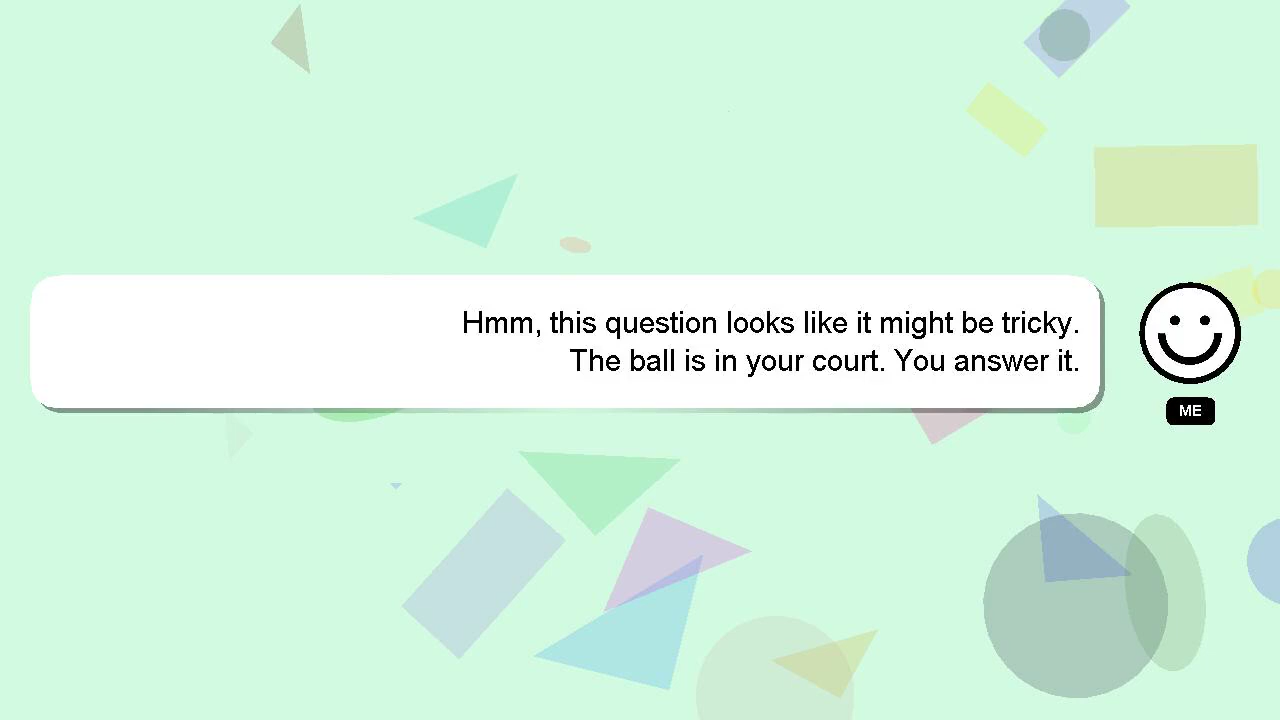 Hmm, this question looks like it might be tricky.
The ball is in your court. You answer it.
ME